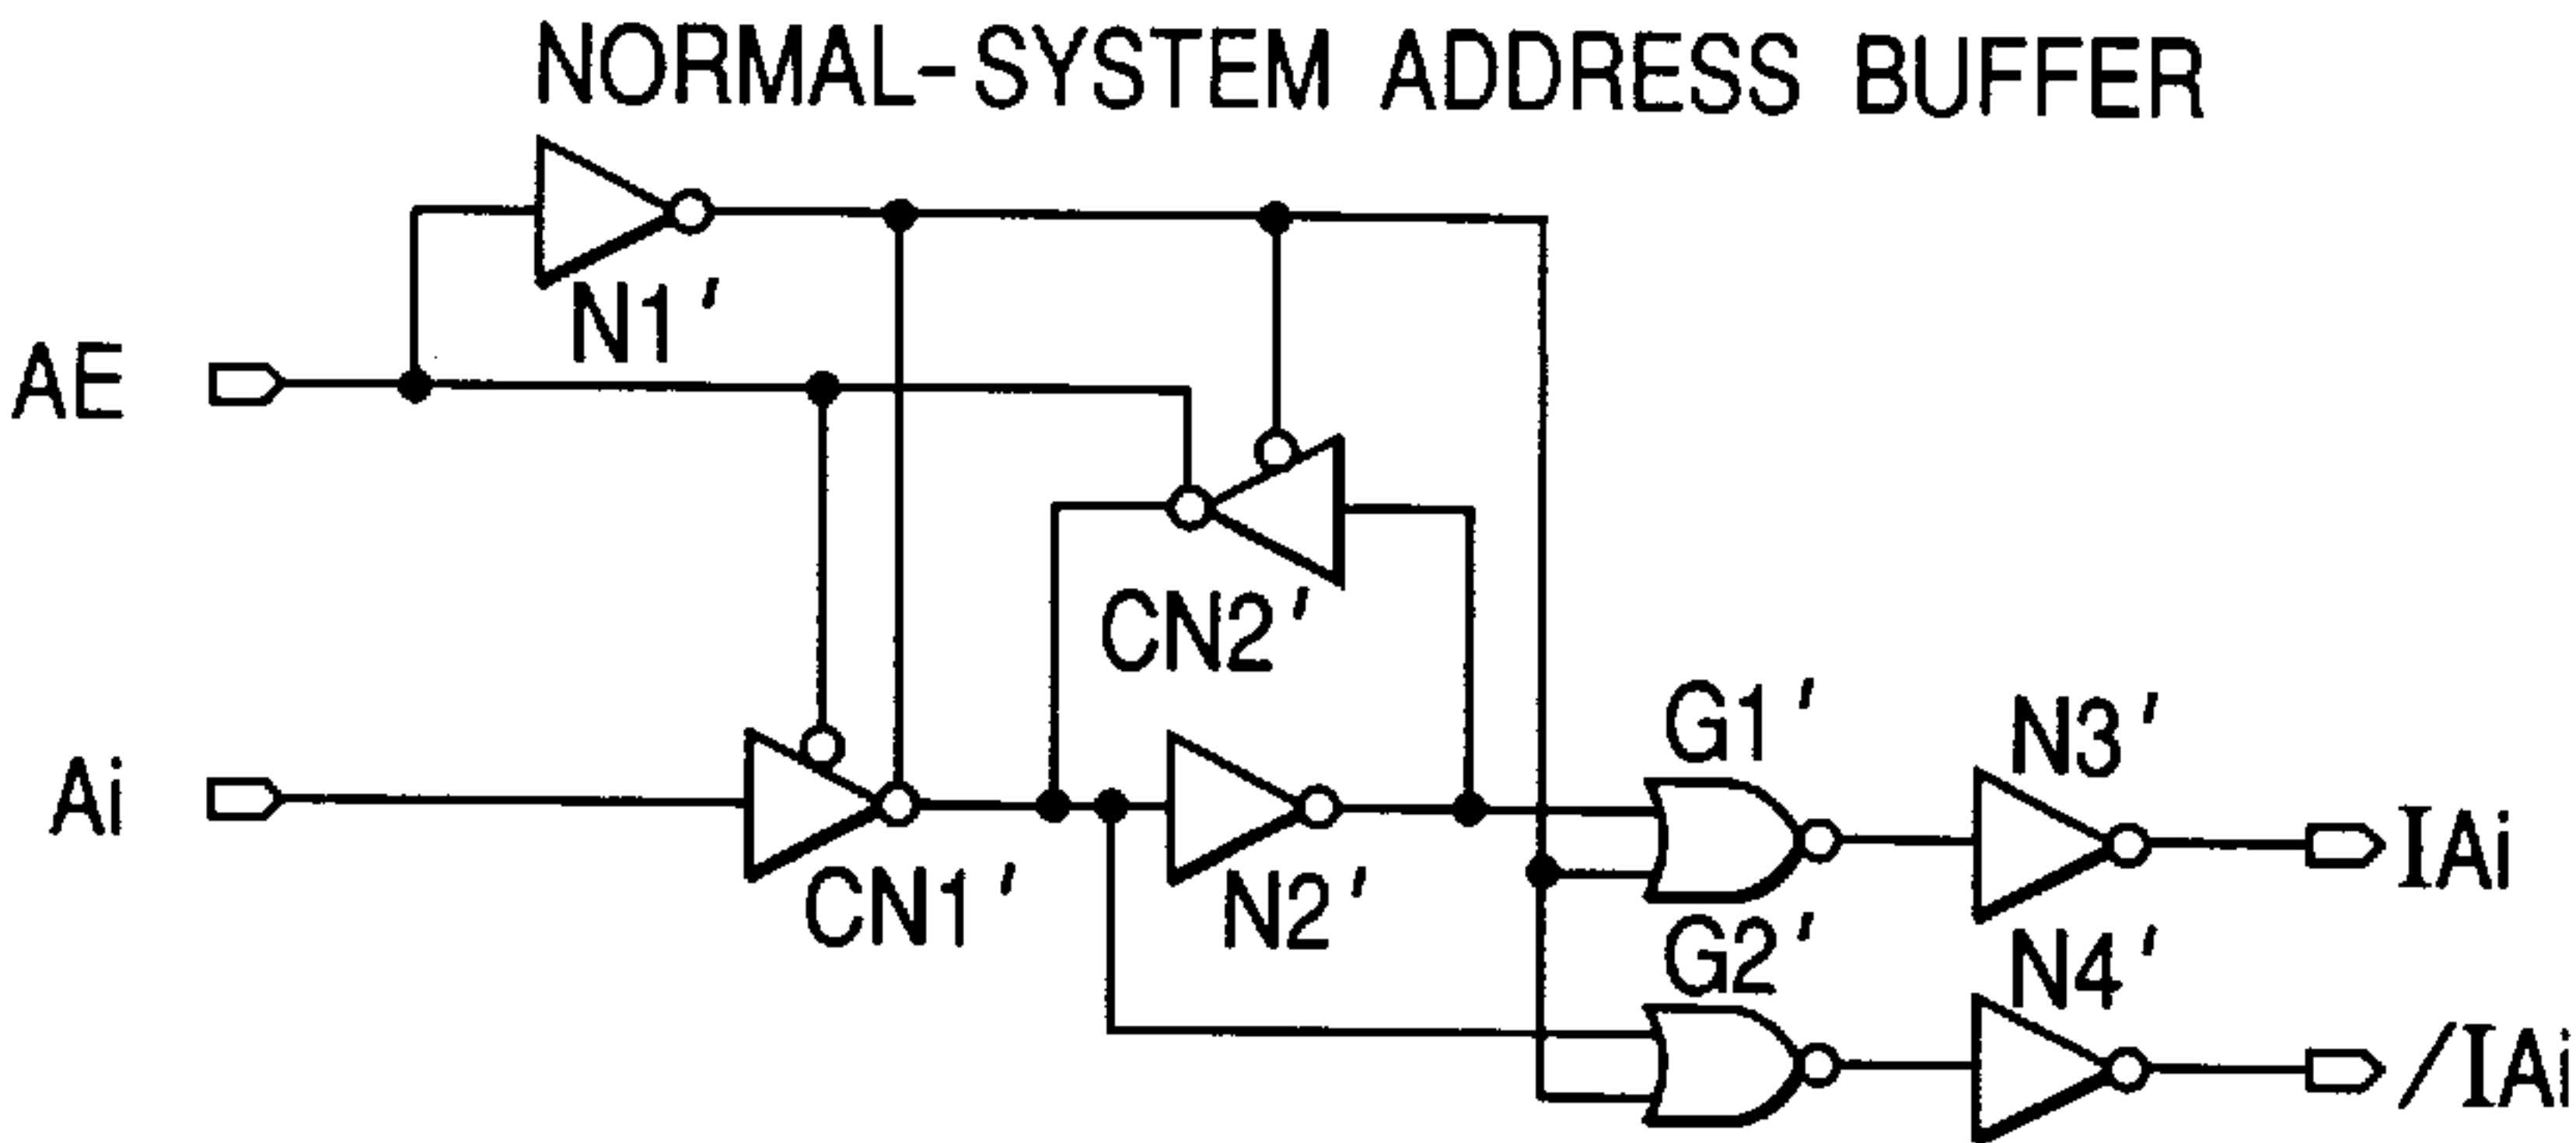 NORMAL-SYSTEM ADDRESS BUFFER
N1'
AE
CN2'
Ai
CN1'
N2'
G1'
N3'
IAi
G2'
N4'
/IAi